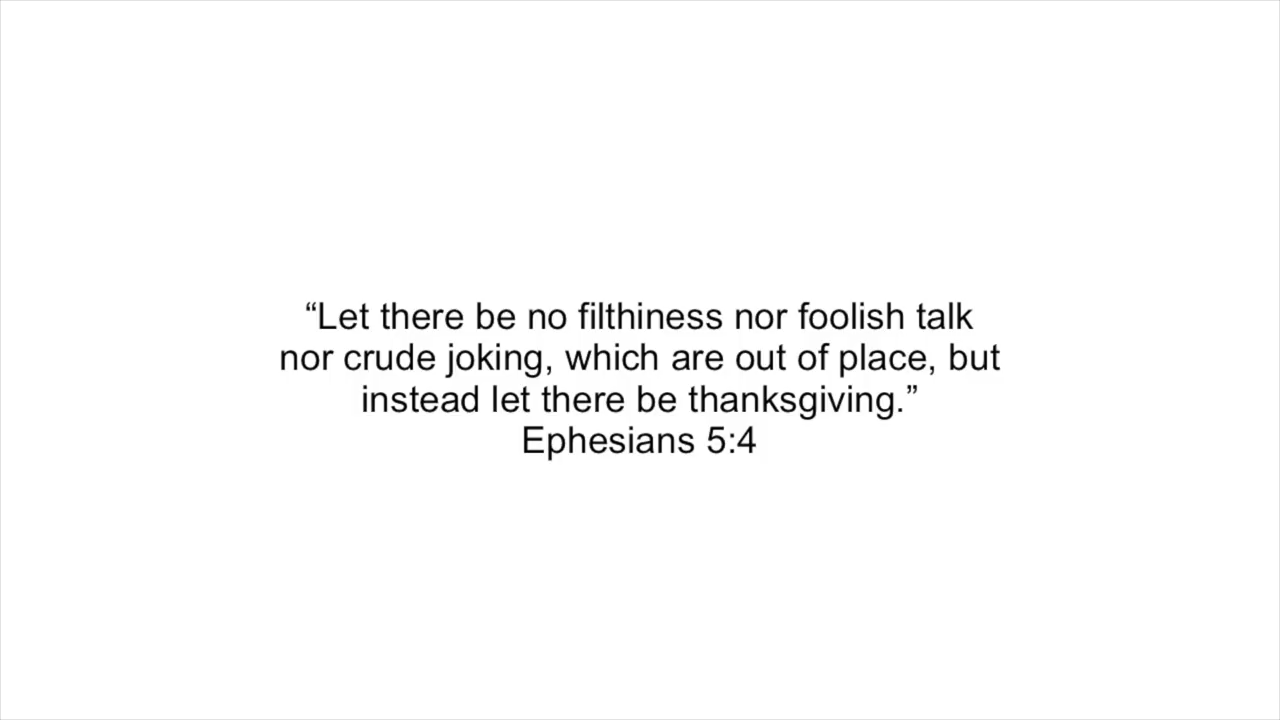 “Let there be no filthiness nor foolish talk
nor crude joking, which are out of place, but
instead let there be thanksgiving.”
Ephesians 5:4